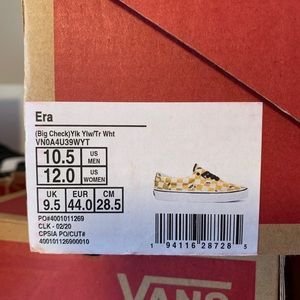 Era
(Big Check)Ylk Ylw/Tr Wht
VN0A4U39WYT
10.5 US MEN
12.0 US WOMEN
UK EUR CM
9.5 44.0 28.5
PO#4001011269
CLK - 02/20
CPSIA PO/CUT#
400101126900010
1 94116 28728 5
VANS